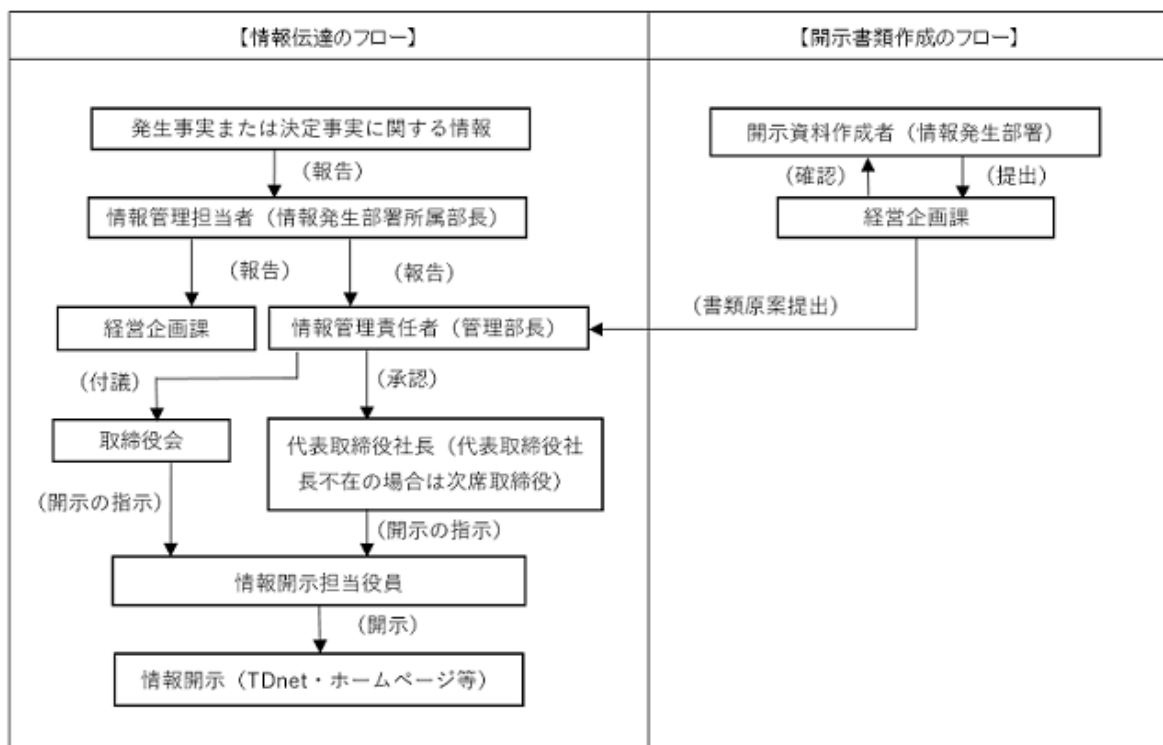 【情報伝達のフロー】
【開示書類作成のフロー】
発生事実または決定事実に関する情報
（報告）
情報管理担当者（情報発生部署所属部長）
（報告）
（報告）
経営企画課
情報管理責任者（管理部長）
（付議）
（承認）
取締役会
代表取締役社長（代表取締役社
長不在の場合は次席取締役）
（開示の指示）
（開示の指示）
情報開示担当役員
（開示）
情報開示（TDnet・ホームページ等）
開示資料作成者（情報発生部署）
（確認）
（提出）
経営企画課
（書類原案提出）